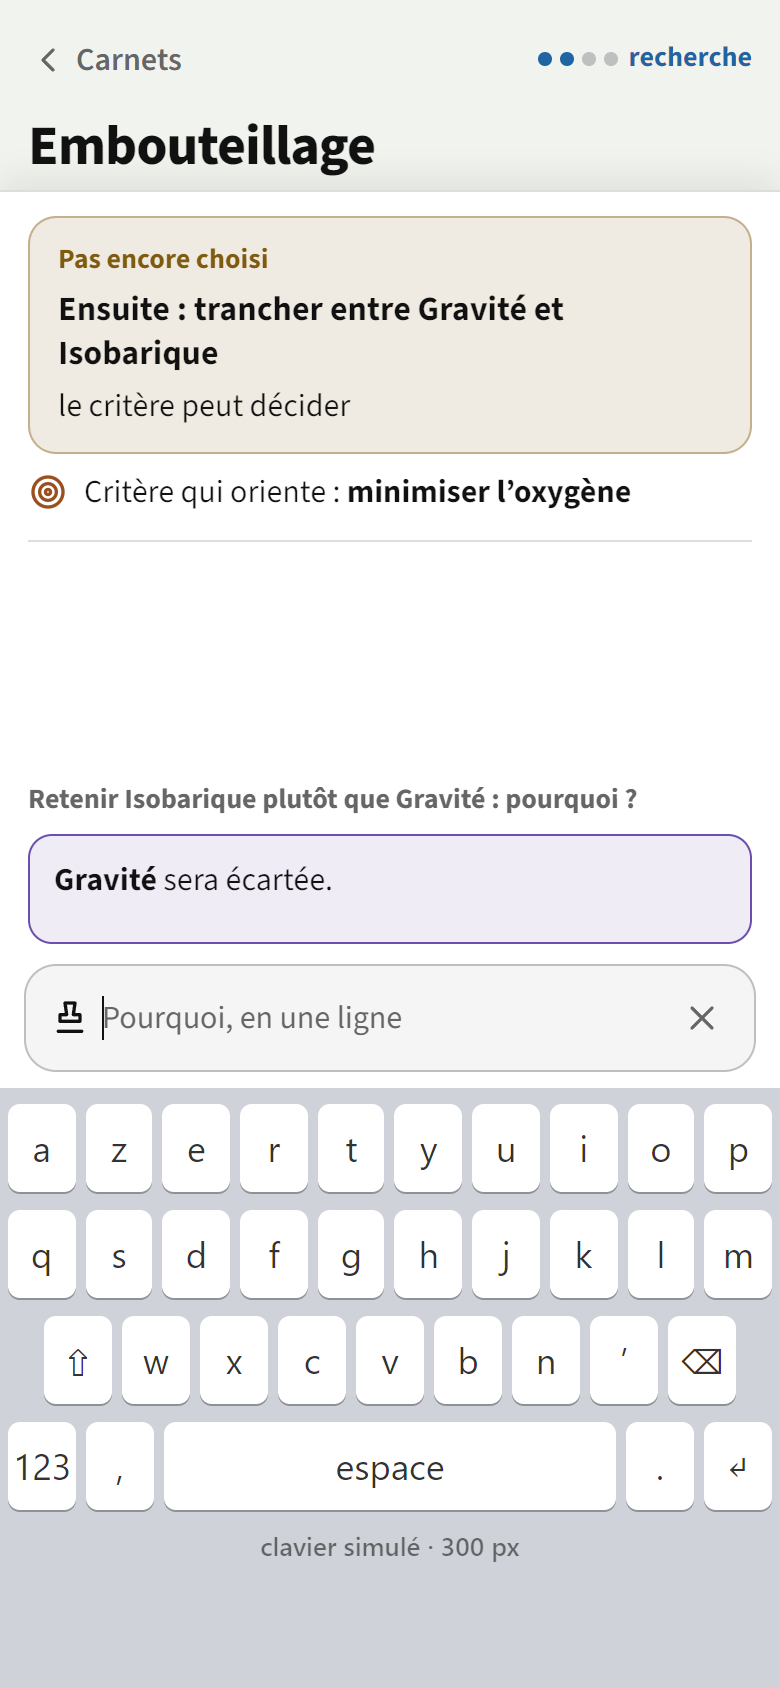 Carnets
recherche
Embouteillage
Pas encore choisi
Ensuite : trancher entre Gravité et
Isobarique
le critère peut décider
Critère qui oriente : minimiser l’oxygène
Retenir Isobarique plutôt que Gravité : pourquoi ?
Gravité sera écartée.
Pourquoi, en une ligne
a z e r t y u i o p
q s d f g h j k l m
⇧ w x c v b n ’ ⌫
123 , espace . ↵
clavier simulé · 300 px